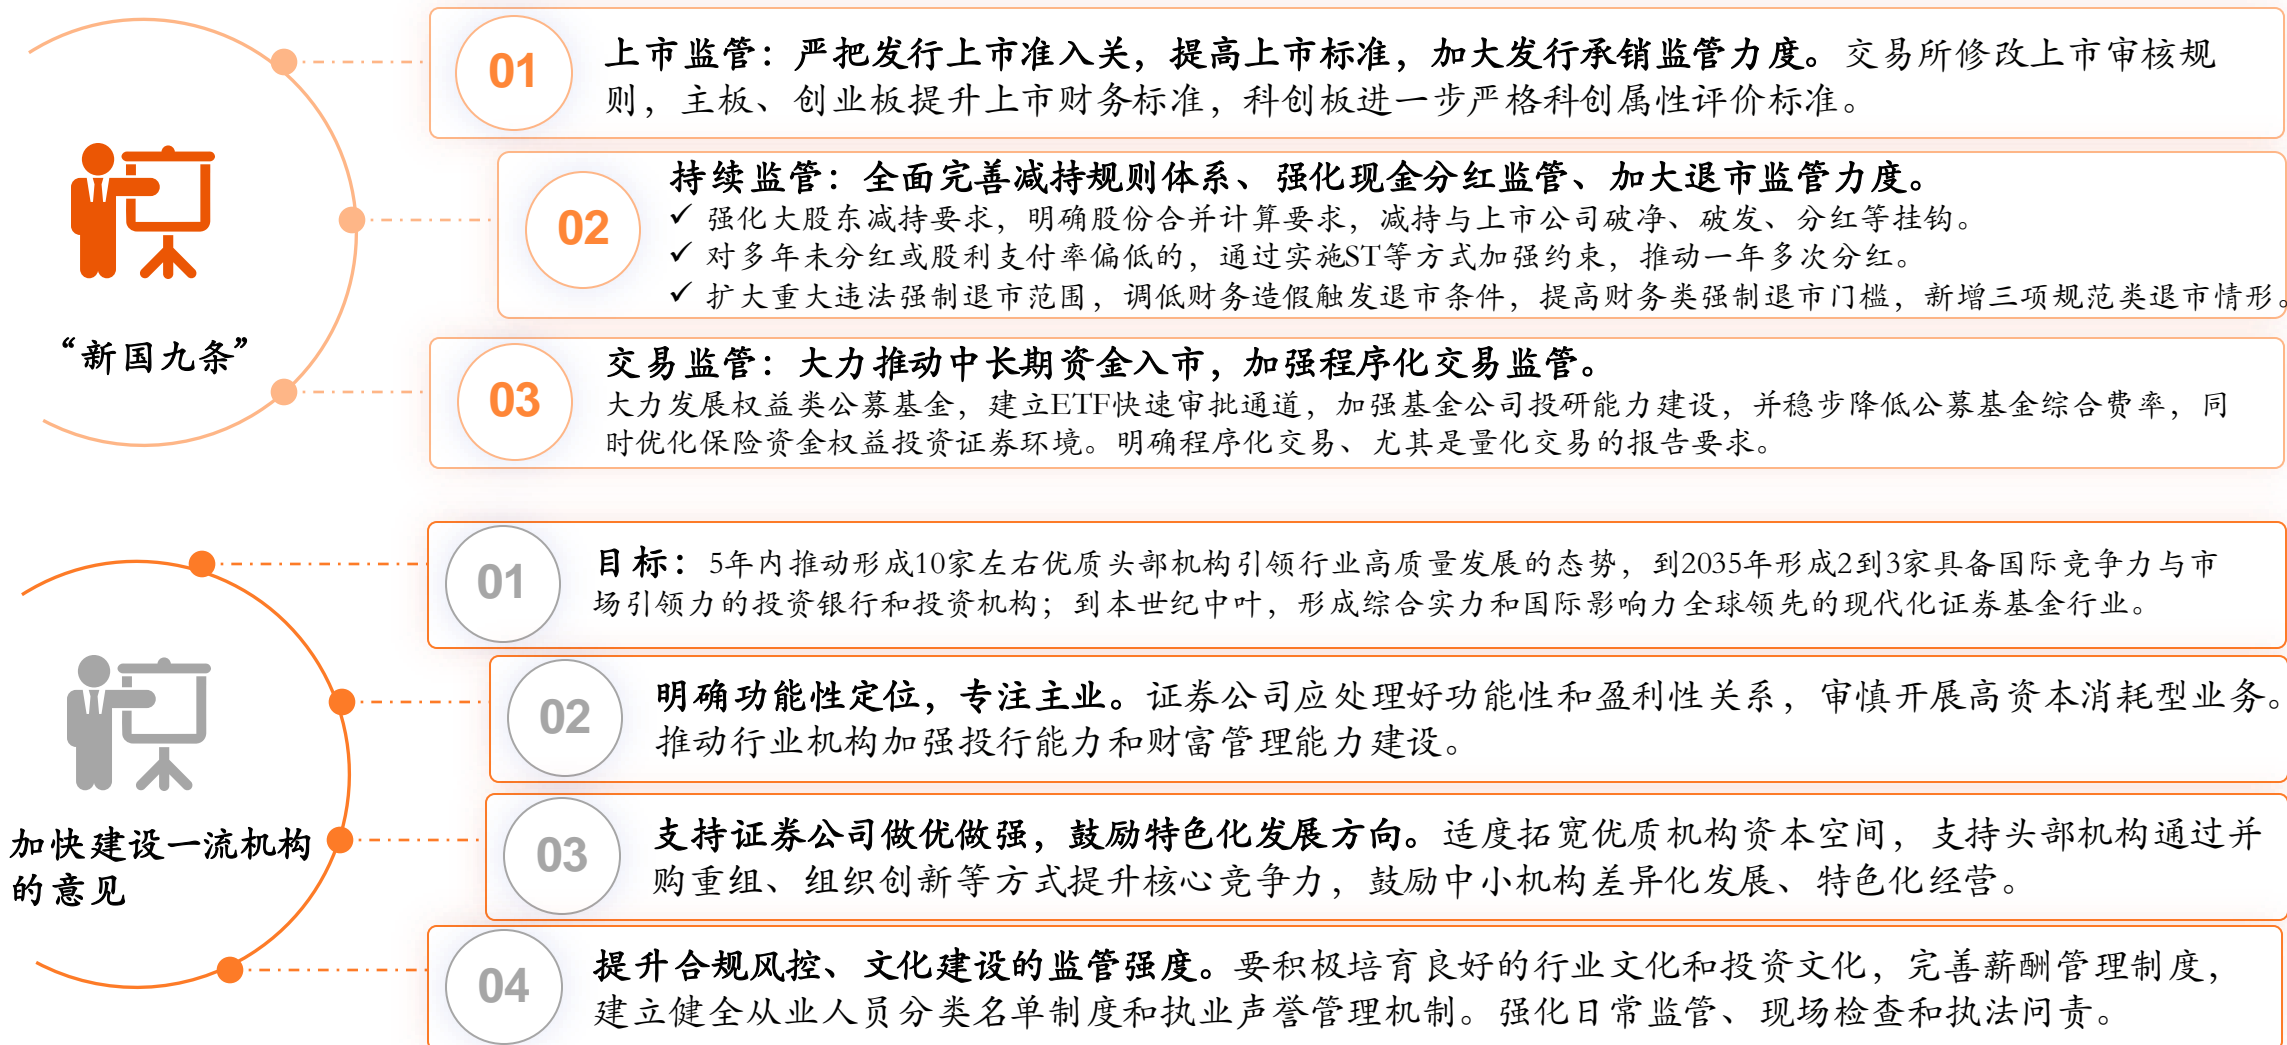 01
上市监管：严把发行上市准入关，提高上市标准，加大发行承销监管力度。交易所修改上市审核规
则，主板、创业板提升上市财务标准，科创板进一步严格科创属性评价标准。
02
持续监管：全面完善减持规则体系、强化现金分红监管、加大退市监管力度。
✓ 强化大股东减持要求，明确股份合并计算要求，减持与上市公司破净、破发、分红等挂钩。
✓ 对多年未分红或股利支付率偏低的，通过实施ST等方式加强约束，推动一年多次分红。
✓ 扩大重大违法强制退市范围，调低财务造假触发退市条件，提高财务类强制退市门槛，新增三项规范类退市情形。
“新国九条”
03
交易监管：大力推动中长期资金入市，加强程序化交易监管。
大力发展权益类公募基金，建立ETF快速审批通道，加强基金公司投研能力建设，并稳步降低公募基金综合费率，同
时优化保险资金权益投资证券环境。明确程序化交易、尤其是量化交易的报告要求。
01
目标：5年内推动形成10家左右优质头部机构引领行业高质量发展的态势，到2035年形成2到3家具备国际竞争力与市
场引领力的投资银行和投资机构；到本世纪中叶，形成综合实力和国际影响力全球领先的现代化证券基金行业。
02
明确功能性定位，专注主业。证券公司应处理好功能性和盈利性关系，审慎开展高资本消耗型业务。
推动行业机构加强投行能力和财富管理能力建设。
加快建设一流机构
的意见
03
支持证券公司做优做强，鼓励特色化发展方向。适度拓宽优质机构资本空间，支持头部机构通过并
购重组、组织创新等方式提升核心竞争力，鼓励中小机构差异化发展、特色化经营。
04
提升合规风控、文化建设的监管强度。要积极培育良好的行业文化和投资文化，完善薪酬管理制度，
建立健全从业人员分类名单制度和执业声誉管理机制。强化日常监管、现场检查和执法问责。